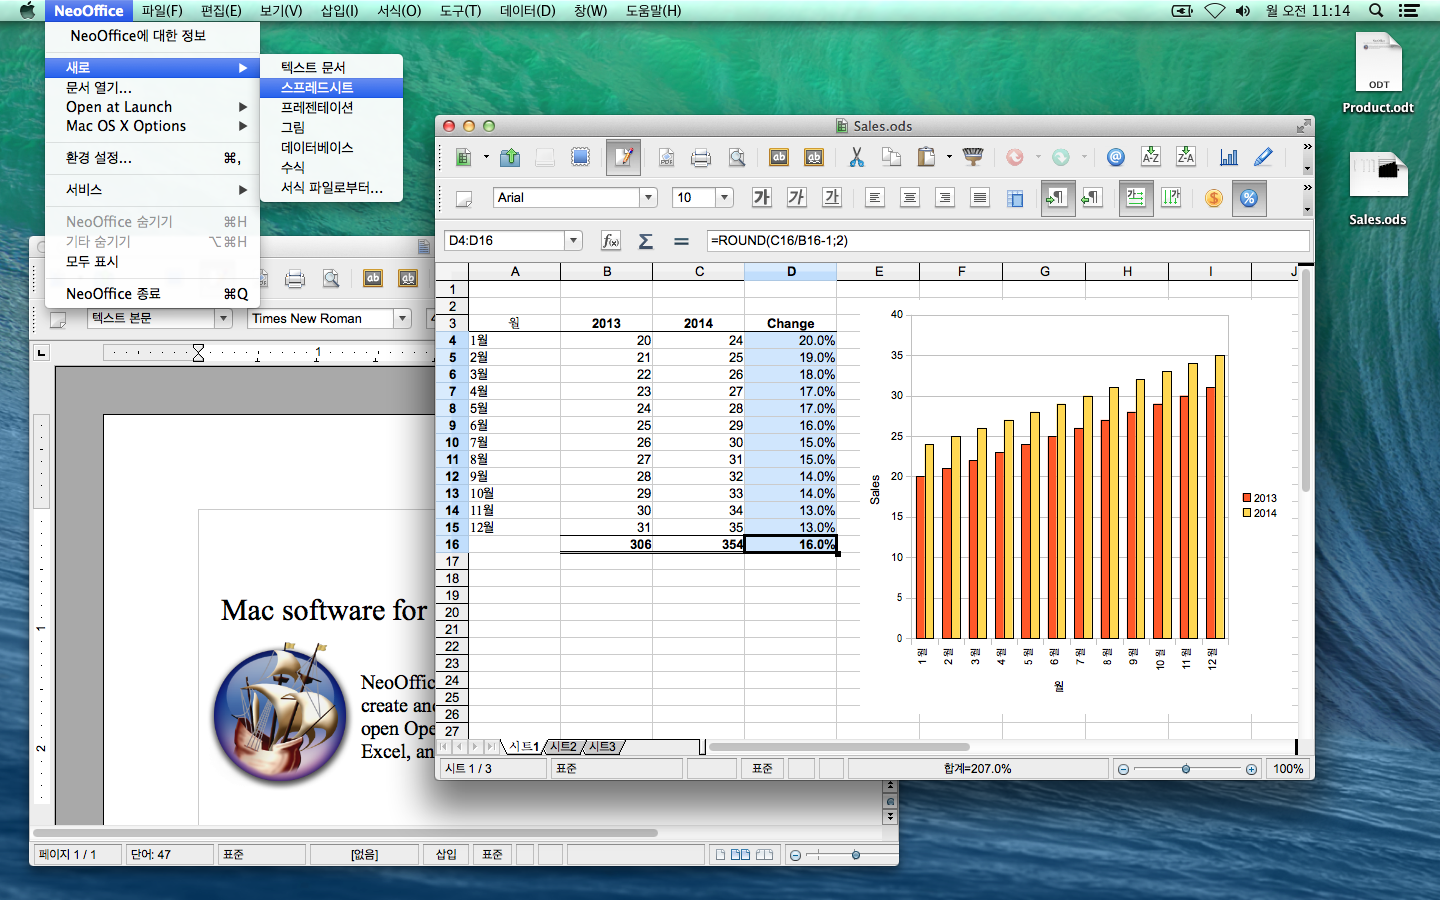 NeoOffice 파일(F) 편집(E) 보기(V) 삽입(I) 서식(O) 도구(T) 데이터(D) 창(W) 도움말(H) 월 오전 11:14
NeoOffice에 대한 정보
새로
문서 열기...
Open at Launch
Mac OS X Options
환경 설정... ⌘,
서비스
NeoOffice 숨기기 ⌘H
기타 숨기기 ⌥⌘H
모두 표시
NeoOffice 종료 ⌘Q
텍스트 문서
스프레드시트
프레젠테이션
그림
데이터베이스
수식
서식 파일로부터...
ODT
Product.odt
Sales.ods
Sales.ods
Arial 10 가 가 가
D4:D16 =ROUND(C16/B16-1;2)
A B C D E F G H I J
1
2
3 월 2013 2014 Change
4 1월 20 24 20.0%
5 2월 21 25 19.0%
6 3월 22 26 18.0%
7 4월 23 27 17.0%
8 5월 24 28 17.0%
9 6월 25 29 16.0%
10 7월 26 30 15.0%
11 8월 27 31 15.0%
12 9월 28 32 14.0%
13 10월 29 33 14.0%
14 11월 30 34 13.0%
15 12월 31 35 13.0%
16 306 354 16.0%
17
18
19
20
21
22
23
24
25
26
27
40
35
30
25
20
15
10
5
0
Sales
1월 2월 3월 4월 5월 6월 7월 8월 9월 10월 11월 12월
월
2013
2014
시트1 시트2 시트3
시트 1 / 3 표준 표준 합계=207.0% 100%
텍스트 본문 Times New Roman 4
1
1
2
Mac software for
NeoOffic
create an
open Ope
Excel, an
페이지 1 / 1 단어: 47 표준 [없음] 삽입 표준